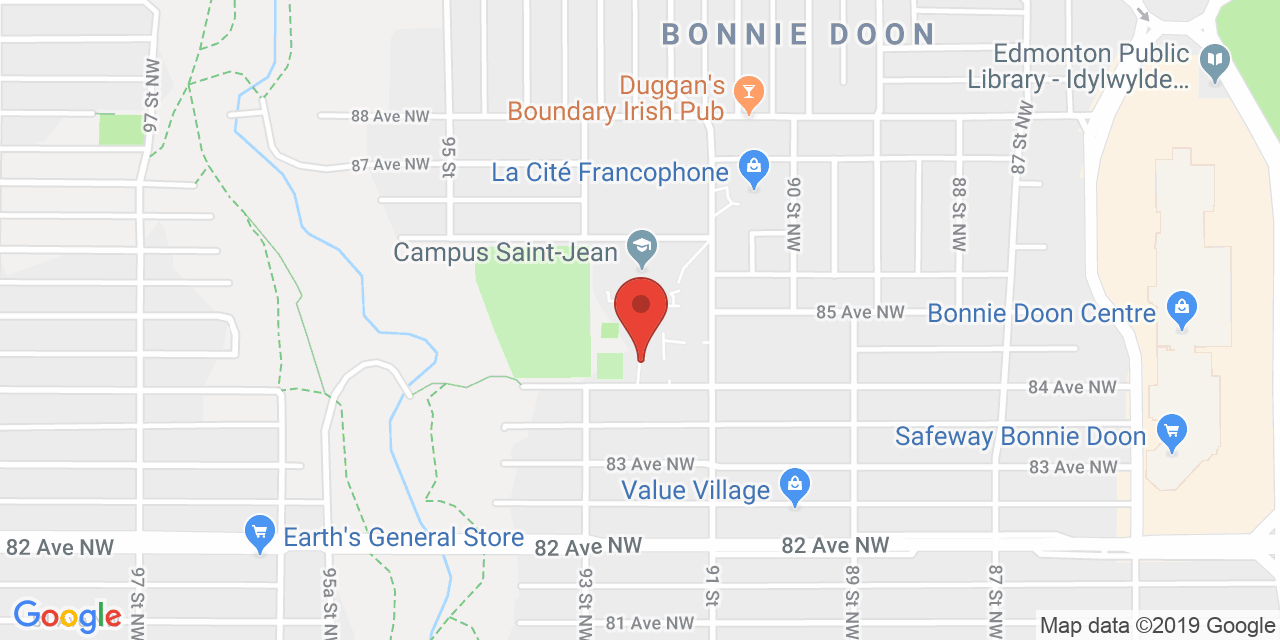 BONNIE DOON
Edmonton Public
Library - Idylwylde...
Duggan's
Boundary Irish Pub
97 St NW
88 Ave NW
95 St
87 Ave NW
La Cité Francophone
87 St NW
90 St NW
88 St NW
Campus Saint-Jean
85 Ave NW
Bonnie Doon Centre
84 Ave NW
Safeway Bonnie Doon
83 Ave NW
83 Ave NW
Value Village
Earth's General Store
82 Ave NW
82 Ave NW
82 Ave NW
97 St NW
95a St NW
93 St NW
91 St
89 St NW
87 St NW
81 Ave NW
81 Ave NW
Google
Map data ©2019 Google